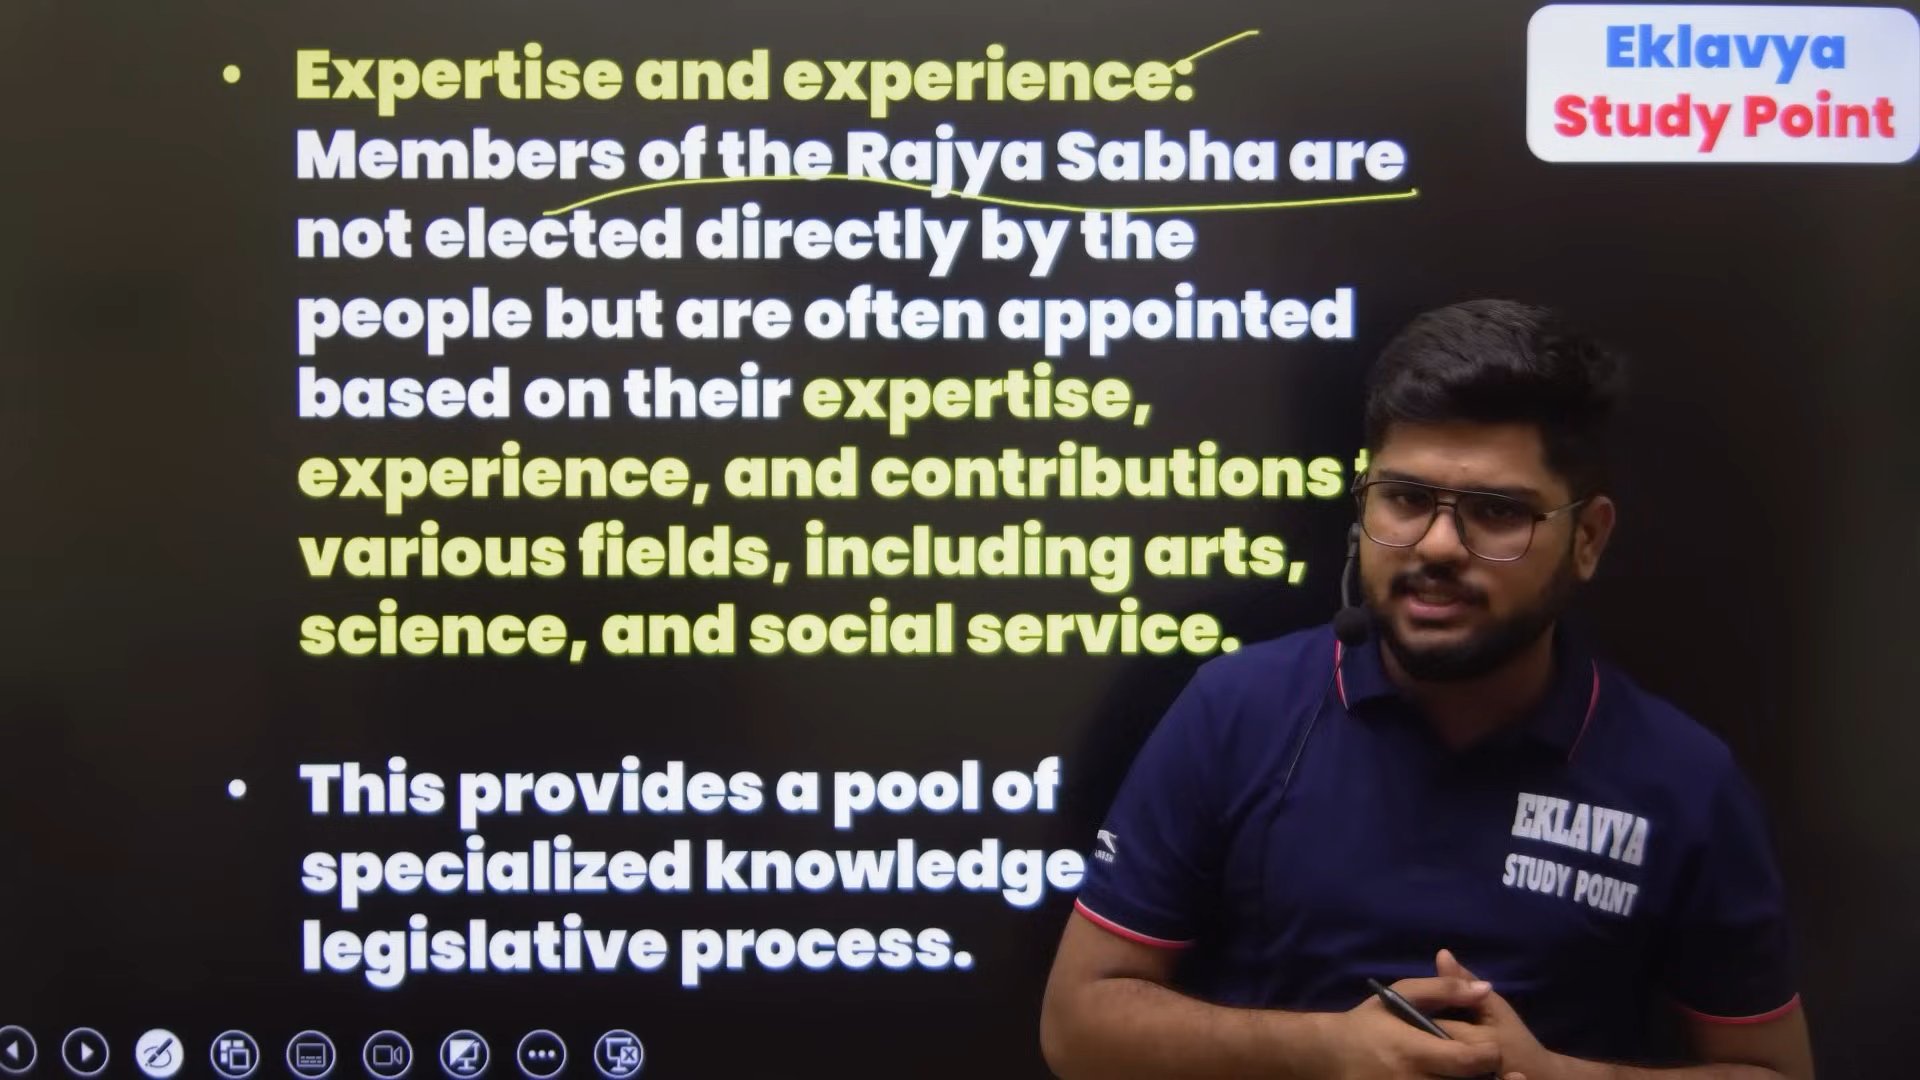 Eklavya
Study Point
• Expertise and experience:
Members of the Rajya Sabha are
not elected directly by the
people but are often appointed
based on their expertise,
experience, and contributions
various fields, including arts,
science, and social service.
• This provides a pool of
specialized knowledge
legislative process.
EKLAVYA
STUDY POINT